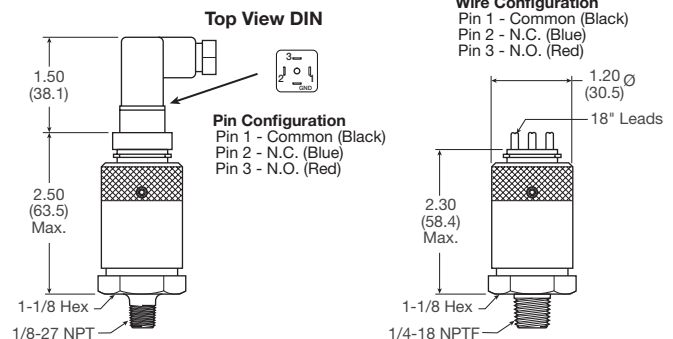 Top View DIN
3
2
1
GND
1.50
(38.1)
Pin Configuration
Pin 1 - Common (Black)
Pin 2 - N.C. (Blue)
Pin 3 - N.O. (Red)
2.50
(63.5)
Max.
1-1/8 Hex
1/8-27 NPT
Wire Configuration
Pin 1 - Common (Black)
Pin 2 - N.C. (Blue)
Pin 3 - N.O. (Red)
1.20 Ø
(30.5)
18" Leads
2.30
(58.4)
Max.
1-1/8 Hex
1/4-18 NPTF